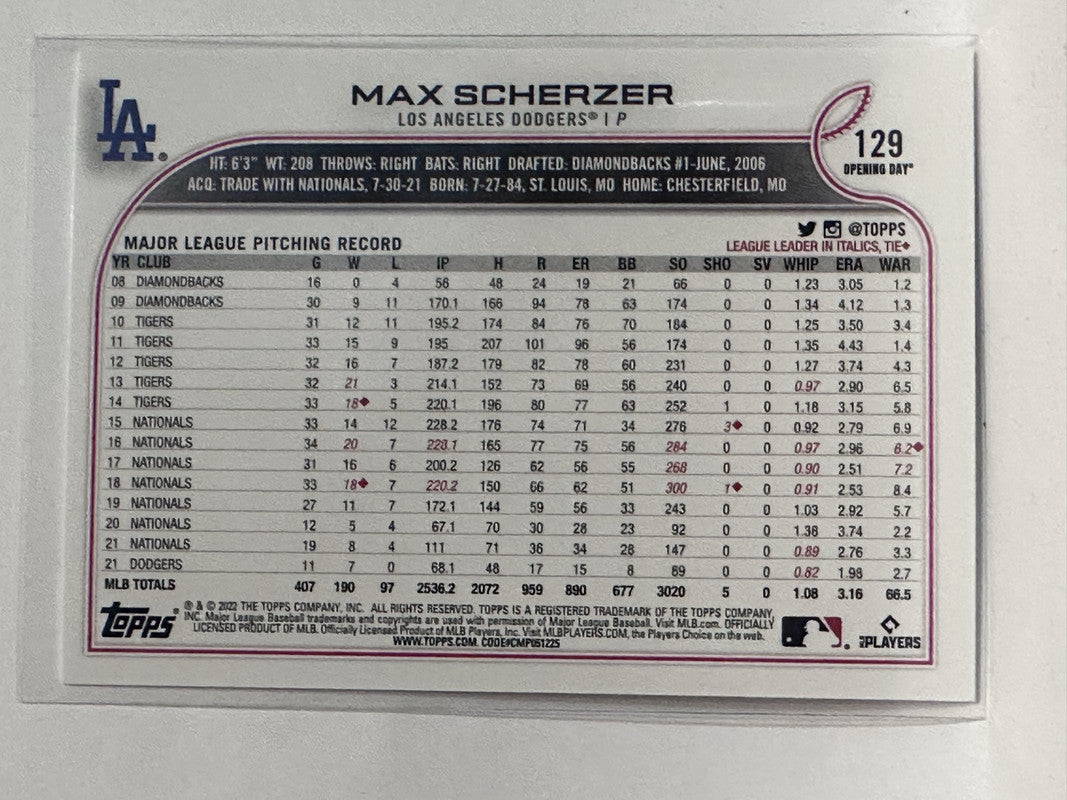 LA®
MAX SCHERZER
LOS ANGELES DODGERS® | P
129
OPENING DAY®
HT: 6'3" WT: 208 THROWS: RIGHT BATS: RIGHT DRAFTED: DIAMONDBACKS #1-JUNE, 2006
ACQ: TRADE WITH NATIONALS, 7-30-21 BORN: 7-27-84, ST. LOUIS, MO HOME: CHESTERFIELD, MO
@TOPPS
MAJOR LEAGUE PITCHING RECORD LEAGUE LEADER IN ITALICS, TIE◆
YR CLUB G W L IP H R ER BB SO SHO SV WHIP ERA WAR
08 DIAMONDBACKS 16 0 4 56 48 24 19 21 66 0 0 1.23 3.05 1.2
09 DIAMONDBACKS 30 9 11 170.1 166 94 78 63 174 0 0 1.34 4.12 1.3
10 TIGERS 31 12 11 195.2 174 84 76 70 184 0 0 1.25 3.50 3.4
11 TIGERS 33 15 9 195 207 101 96 56 174 0 0 1.35 4.43 1.4
12 TIGERS 32 16 7 187.2 179 82 78 60 231 0 0 1.27 3.74 4.3
13 TIGERS 32 21 3 214.1 152 73 69 56 240 0 0 0.97 2.90 6.5
14 TIGERS 33 18◆ 5 220.1 196 80 77 63 252 1 0 1.18 3.15 5.8
15 NATIONALS 33 14 12 228.2 176 74 71 34 276 3◆ 0 0.92 2.79 6.9
16 NATIONALS 34 20 7 228.1 165 77 75 56 284 0 0 0.97 2.96 6.2◆
17 NATIONALS 31 16 6 200.2 126 62 56 55 268 0 0 0.90 2.51 7.2
18 NATIONALS 33 18◆ 7 220.2 150 66 62 51 300 1◆ 0 0.91 2.53 8.4
19 NATIONALS 27 11 7 172.1 144 59 56 33 243 0 0 1.03 2.92 5.7
20 NATIONALS 12 5 4 67.1 70 30 28 23 92 0 0 1.38 3.74 2.2
21 NATIONALS 19 8 4 111 71 36 34 28 147 0 0 0.89 2.76 3.3
21 DODGERS 11 7 0 68.1 48 17 15 8 89 0 0 0.82 1.98 2.7
MLB TOTALS 407 190 97 2536.2 2072 959 890 677 3020 5 0 1.08 3.16 66.5
Topps®
® & © 2022 THE TOPPS COMPANY, INC. ALL RIGHTS RESERVED. TOPPS IS A REGISTERED TRADEMARK OF THE TOPPS COMPANY,
INC. Major League Baseball trademarks and copyrights are used with permission of Major League Baseball. Visit MLB.com. OFFICIALLY
LICENSED PRODUCT OF MLB. Officially Licensed Product of MLB Players, Inc. Visit MLBPLAYERS.COM, the Players Choice on the web.
WWW.TOPPS.COM CODE#CMP051225
PLAYERS